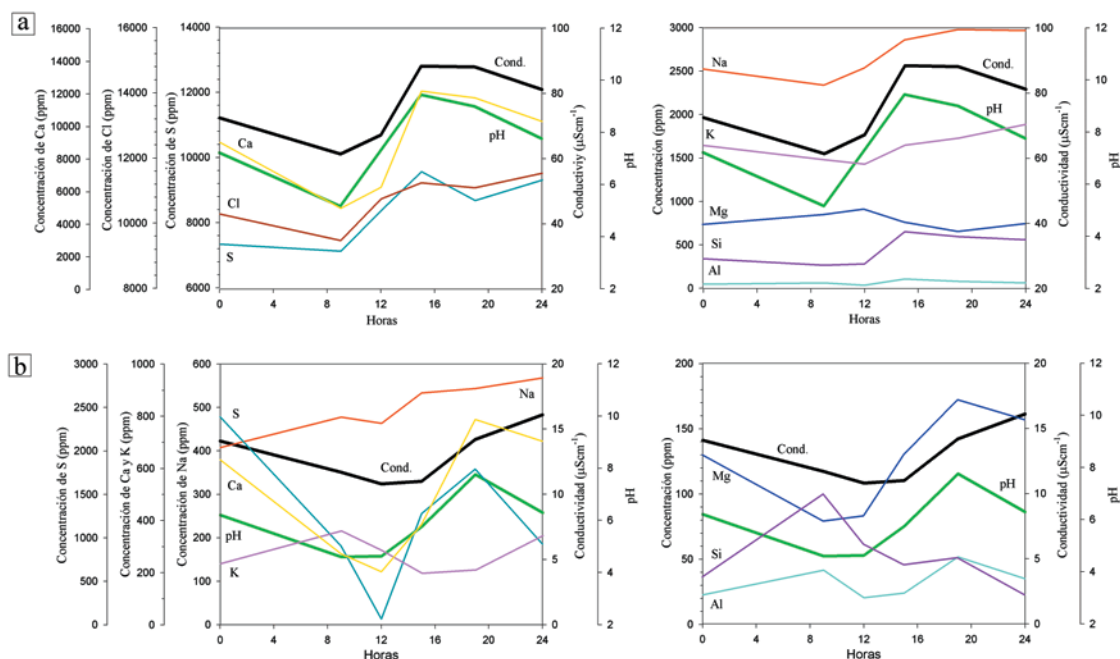 a
Concentración de Ca (ppm)
16000
14000
12000
10000
8000
6000
4000
2000
0
Concentración de Cl (ppm)
16000
14000
12000
10000
8000
Concentración de S (ppm)
14000
12000
10000
8000
6000
Cond.
Ca
pH
Cl
S
0 4 8 12 16 20 24
Horas
100
80
60
40
20
Conductiviy (µScm⁻¹)
12
10
8
6
4
2
pH
Concentración (ppm)
3000
2500
2000
1500
1000
500
0
Na
Cond.
pH
K
Mg
Si
Al
0 4 8 12 16 20 24
Horas
100
80
60
40
20
Conductividad (µScm⁻¹)
12
10
8
6
4
2
pH
b
Concentración de S (ppm)
3000
2500
2000
1500
1000
500
0
Concentración de Ca y K (ppm)
1000
800
600
400
200
0
Concentración de Na (ppm)
600
500
400
300
200
100
0
S
Na
Cond.
Ca
pH
K
0 4 8 12 16 20 24
Horas
20
15
10
5
0
Conductividad (µScm⁻¹)
12
10
8
6
4
2
pH
Concentración (ppm)
200
150
100
50
0
Cond.
Mg
pH
Si
Al
0 4 8 12 16 20 24
Horas
20
15
10
5
0
Conductividad (µScm⁻¹)
12
10
8
6
4
2
pH